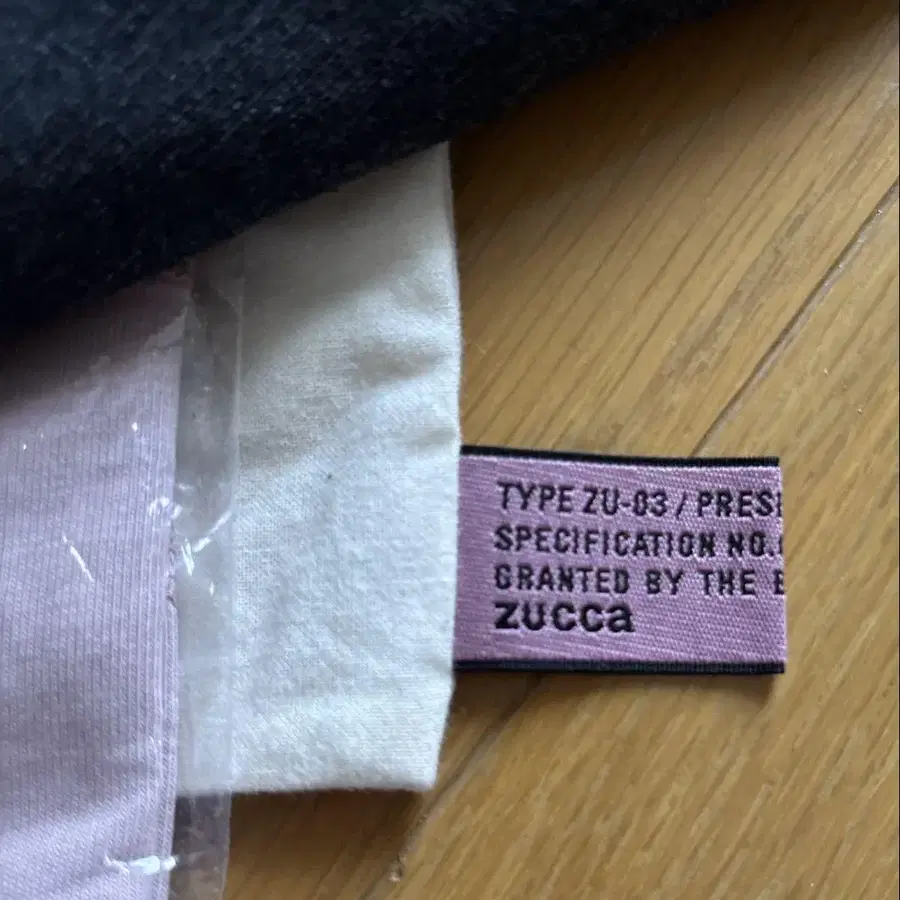 TYPE ZU-03 / PRES
SPECIFICATION NO.
GRANTED BY THE
zucca